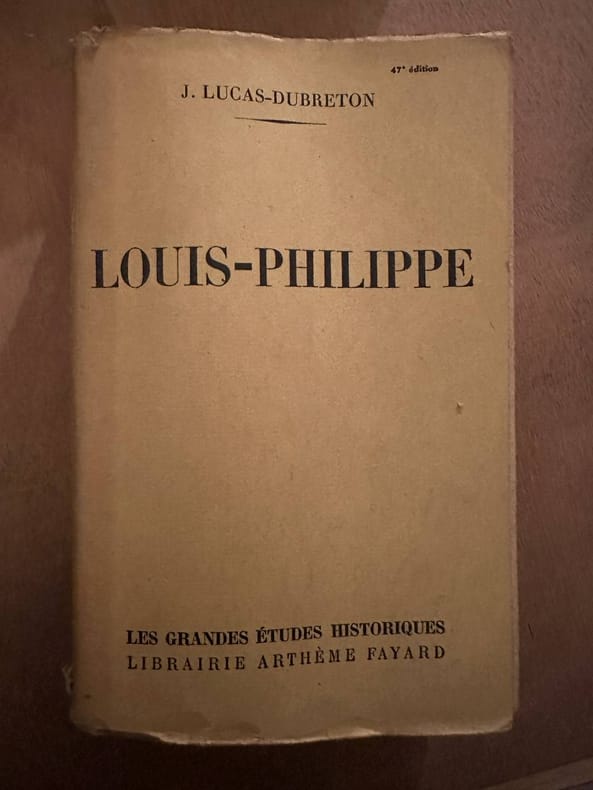 47ᵉ édition
J. LUCAS-DUBRETON
LOUIS-PHILIPPE
LES GRANDES ÉTUDES HISTORIQUES
LIBRAIRIE ARTHÈME FAYARD